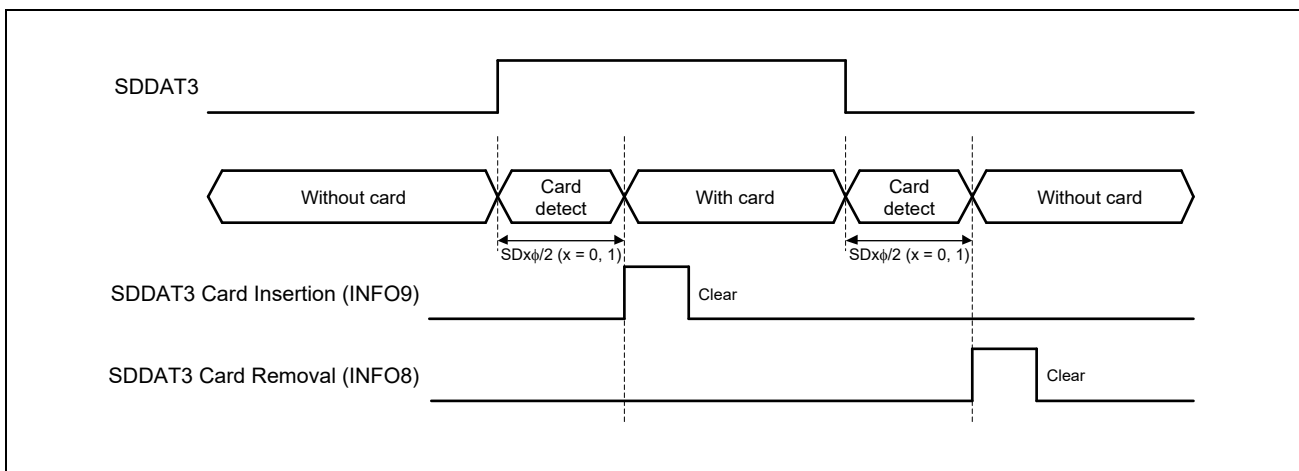 SDDAT3
Without card
Card
detect
With card
Card
detect
Without card
SDxϕ/2 (x = 0, 1)
SDxϕ/2 (x = 0, 1)
SDDAT3 Card Insertion (INFO9)
Clear
SDDAT3 Card Removal (INFO8)
Clear